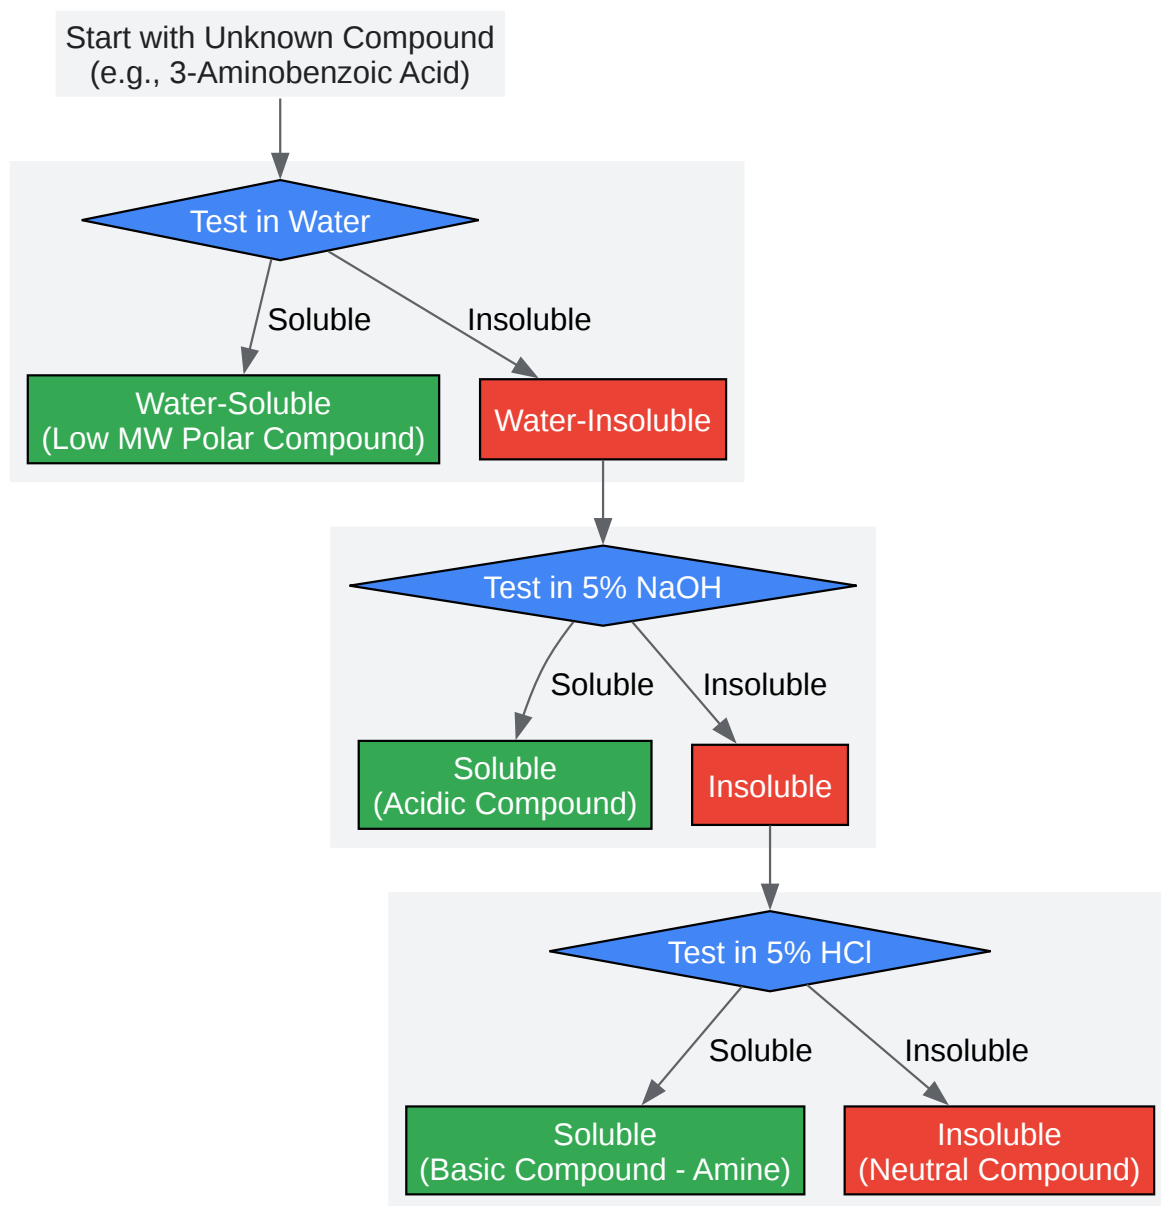 Start with Unknown Compound
(e.g., 3-Aminobenzoic Acid)
Test in Water
Soluble
Insoluble
Water-Soluble
(Low MW Polar Compound)
Water-Insoluble
Test in 5% NaOH
Soluble
Insoluble
Soluble
(Acidic Compound)
Insoluble
Test in 5% HCl
Soluble
Insoluble
Soluble
(Basic Compound - Amine)
Insoluble
(Neutral Compound)